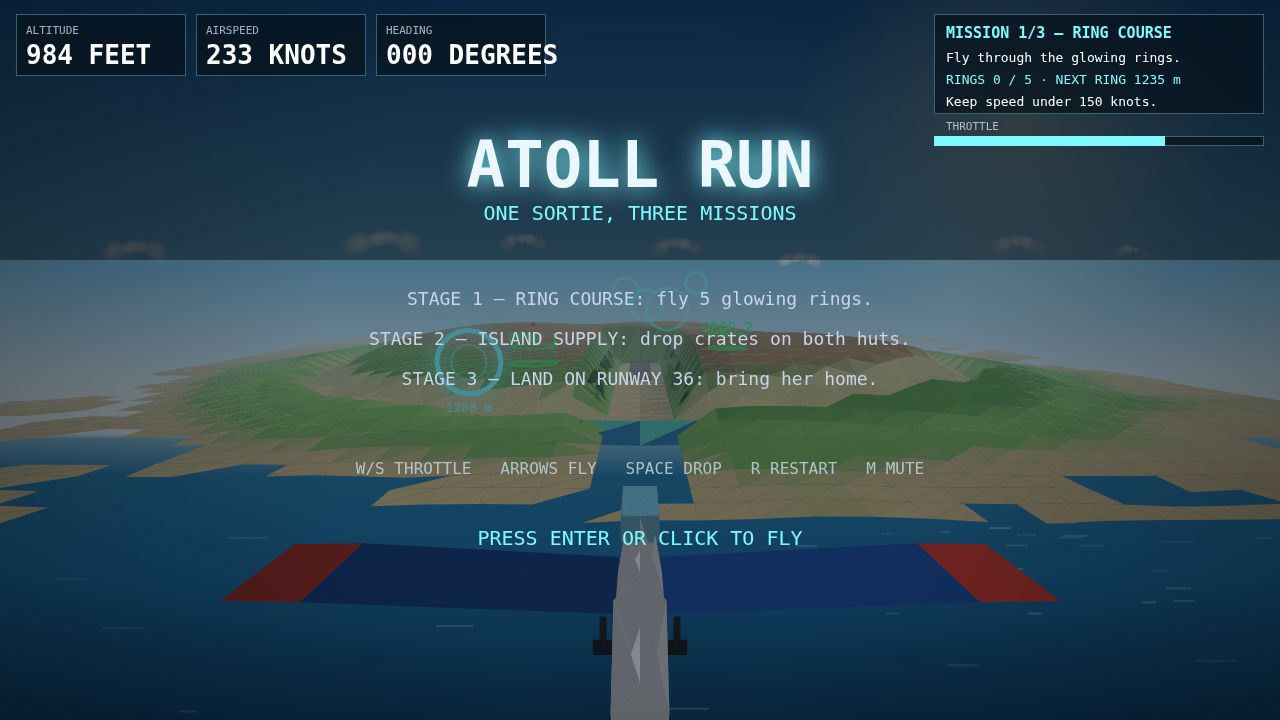 ALTITUDE
984 FEET
AIRSPEED
233 KNOTS
HEADING
000 DEGREES
MISSION 1/3 — RING COURSE
Fly through the glowing rings.
RINGS 0 / 5 · NEXT RING 1235 m
Keep speed under 150 knots.
THROTTLE
ATOLL RUN
ONE SORTIE, THREE MISSIONS
STAGE 1 — RING COURSE: fly 5 glowing rings.
STAGE 2 — ISLAND SUPPLY: drop crates on both huts.
STAGE 3 — LAND ON RUNWAY 36: bring her home.
1208 m
W/S THROTTLE ARROWS FLY SPACE DROP R RESTART M MUTE
PRESS ENTER OR CLICK TO FLY